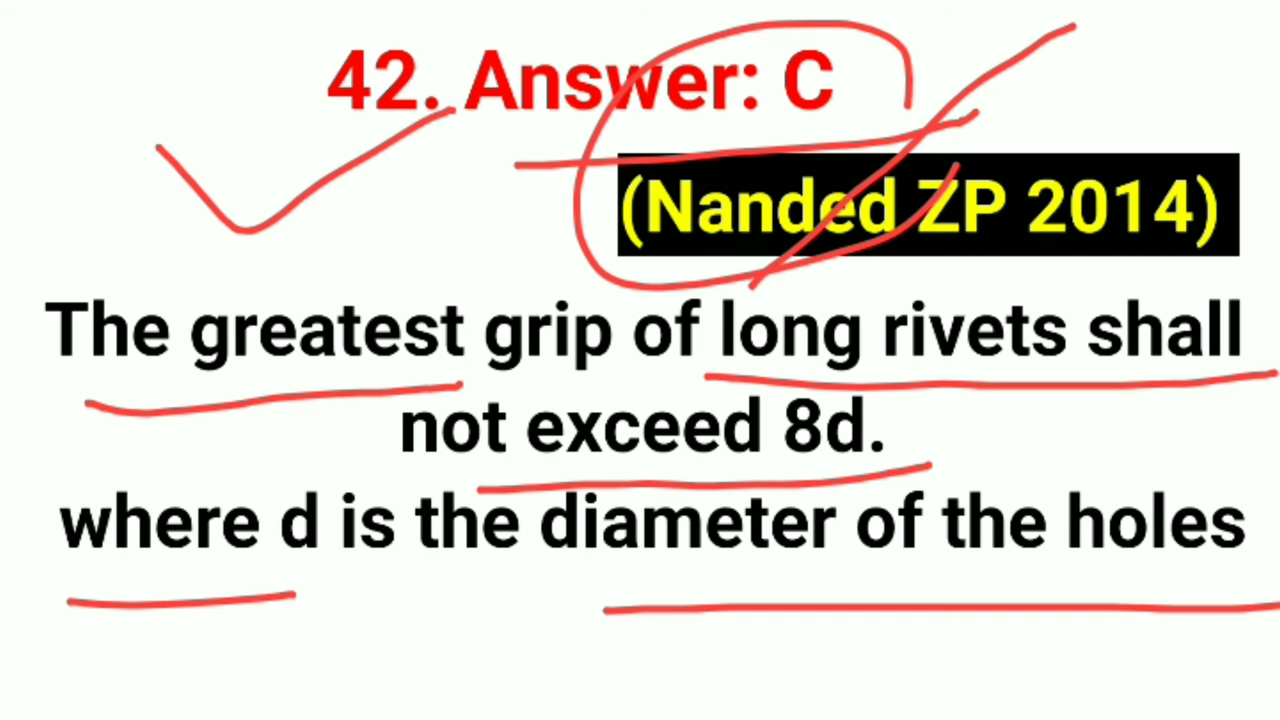 42. Answer: C
(Nanded ZP 2014)
The greatest grip of long rivets shall
not exceed 8d.
where d is the diameter of the holes